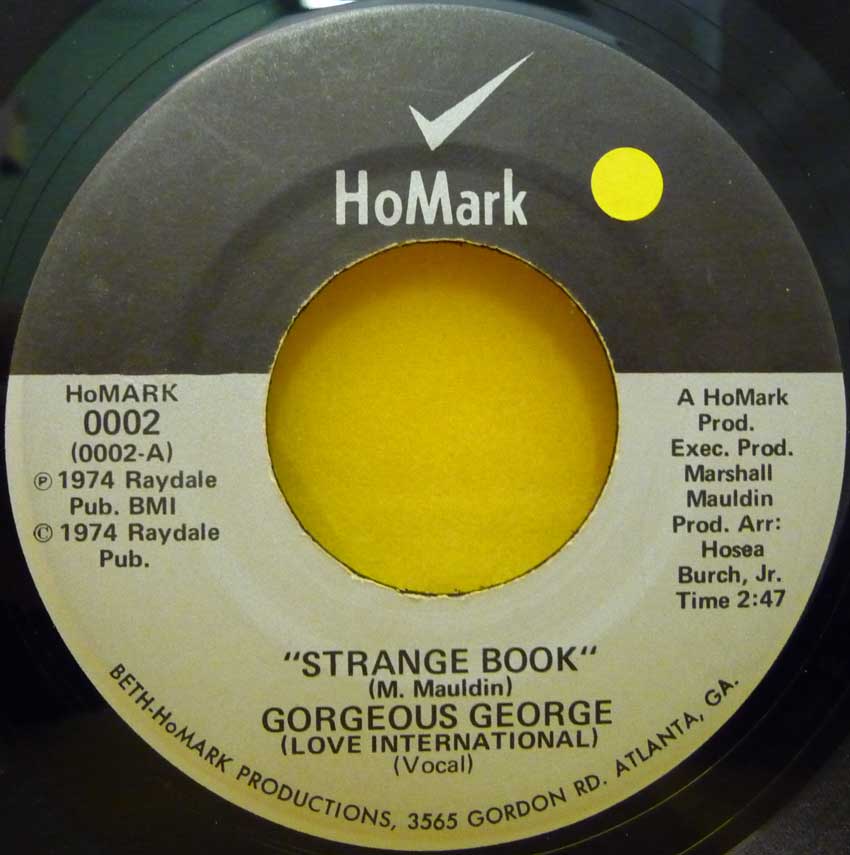 HoMark
HoMARK
0002
(0002-A)
℗ 1974 Raydale
Pub. BMI
© 1974 Raydale
Pub.
A HoMark
Prod.
Exec. Prod.
Marshall
Mauldin
Prod. Arr:
Hosea
Burch, Jr.
Time 2:47
"STRANGE BOOK"
(M. Mauldin)
GORGEOUS GEORGE
(LOVE INTERNATIONAL)
(Vocal)
BETH-HoMARK PRODUCTIONS, 3565 GORDON RD. ATLANTA, GA.